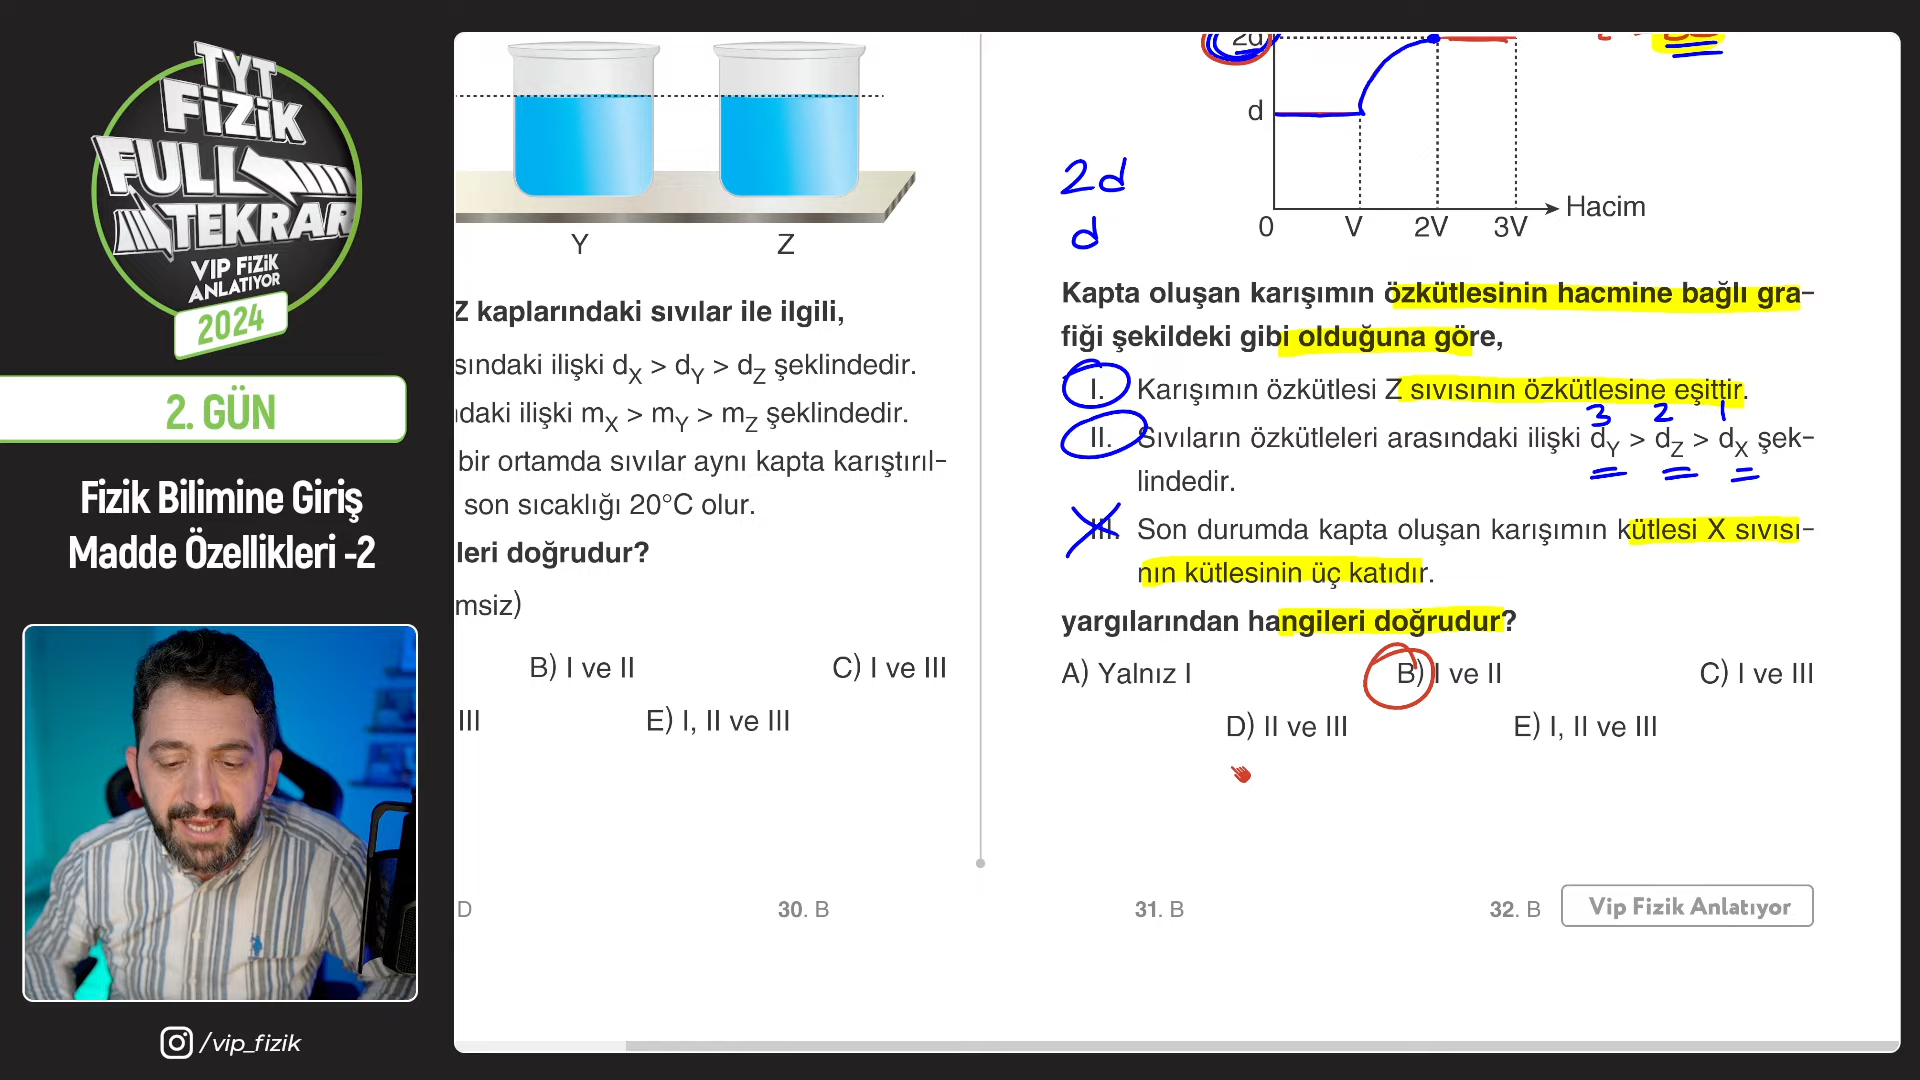 TYT
FiZiK
FULL
TEKRAR
VIP FiZiK
ANLATIYOR
2024
2. GÜN
Fizik Bilimine Giriş
Madde Özellikleri -2
/vip_fizik
Y Z
Z kaplarındaki sıvılar ile ilgili,
sındaki ilişki dX > dY > dZ şeklindedir.
daki ilişki mX > mY > mZ şeklindedir.
bir ortamda sıvılar aynı kapta karıştırıl-
son sıcaklığı 20°C olur.
leri doğrudur?
msiz)
B) I ve II C) I ve III
III E) I, II ve III
2d
d
0 V 2V 3V Hacim
2d
d
Kapta oluşan karışımın özkütlesinin hacmine bağlı gra-
fiği şekildeki gibi olduğuna göre,
I. Karışımın özkütlesi Z sıvısının özkütlesine eşittir.
3 2 1
II. Sıvıların özkütleleri arasındaki ilişki dY > dZ > dX şek-
lindedir.
III. Son durumda kapta oluşan karışımın kütlesi X sıvısı-
nın kütlesinin üç katıdır.
yargılarından hangileri doğrudur?
A) Yalnız I B) I ve II C) I ve III
D) II ve III E) I, II ve III
D 30. B 31. B 32. B Vip Fizik Anlatıyor